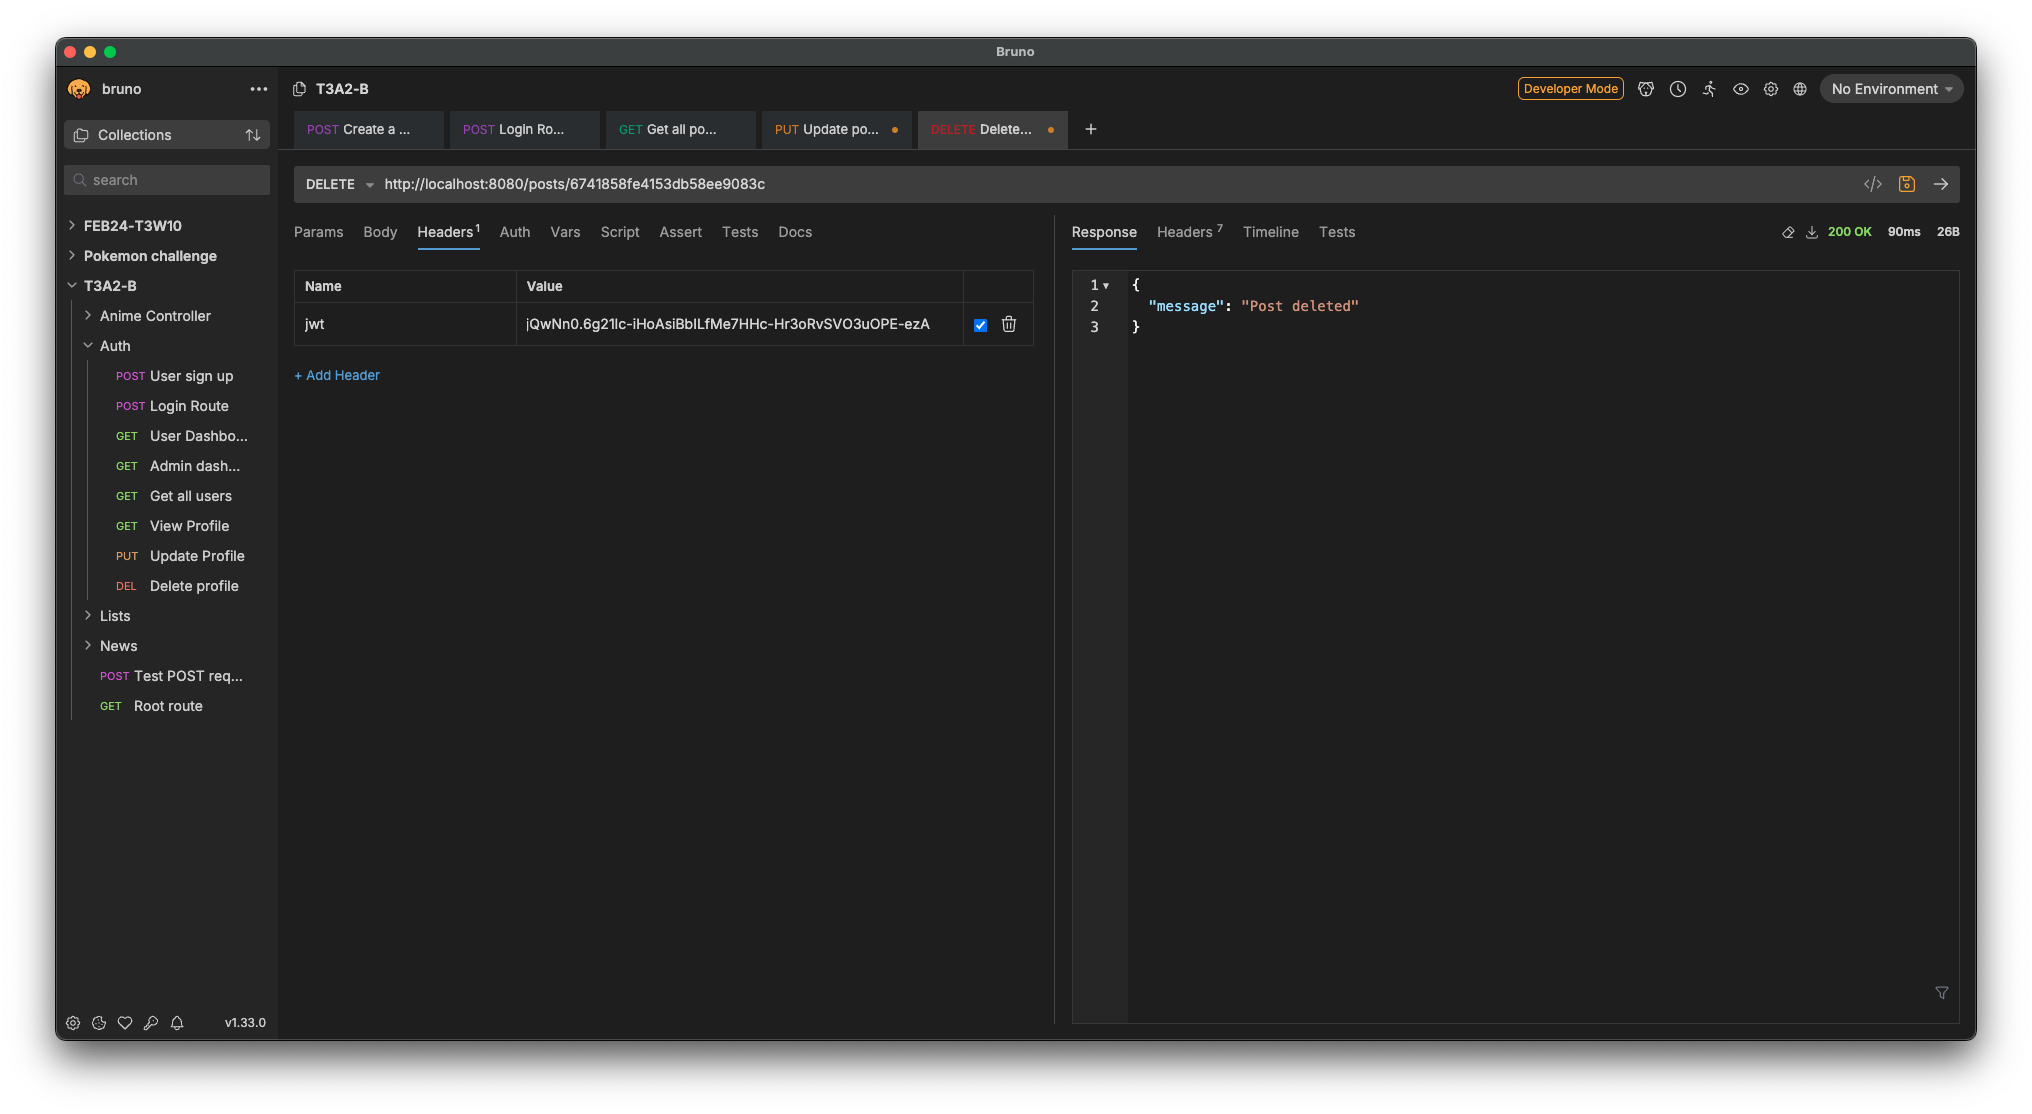 Bruno
bruno
T3A2-B
Developer Mode
No Environment
Collections
POST Create a ...
POST Login Ro...
GET Get all po...
PUT Update po...
DELETE Delete...
search
DELETE http://localhost:8080/posts/6741858fe4153db58ee9083c
FEB24-T3W10
Pokemon challenge
T3A2-B
Anime Controller
Auth
POST User sign up
POST Login Route
GET User Dashbo...
GET Admin dash...
GET Get all users
GET View Profile
PUT Update Profile
DEL Delete profile
Lists
News
POST Test POST req...
GET Root route
v1.33.0
Params Body Headers 1 Auth Vars Script Assert Tests Docs
Name Value
jwt jQwNn0.6g21lc-iHoAsiBbILfMe7HHc-Hr3oRvSVO3uOPE-ezA
+ Add Header
Response Headers 7 Timeline Tests
200 OK 90ms 26B
1 {
2 "message": "Post deleted"
3 }